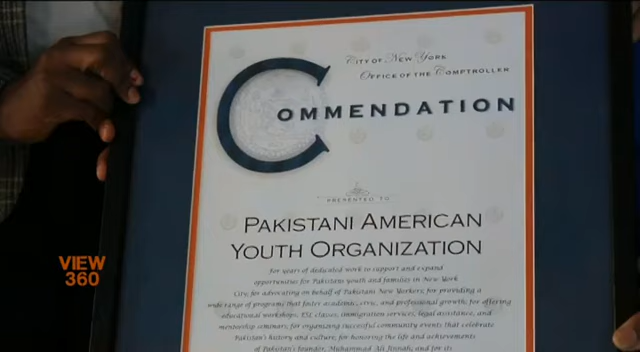 City of New York
Office of the Comptroller
COMMENDATION
PRESENTED TO
PAKISTANI AMERICAN
YOUTH ORGANIZATION
for years of dedicated work to support and expand
opportunities for Pakistani youth and families in New York
City; for advocating on behalf of Pakistani New Yorkers; for providing a
wide range of programs that foster academic, civic, and professional growth; for offering
educational workshops, ESL classes, immigration services, legal assistance, and
mentorship seminars; for organizing successful community events that celebrate
Pakistan's history and culture; for honoring the life and achievements
of Pakistan's founder, Muhammad Ali Jinnah; and for its
VIEW
360